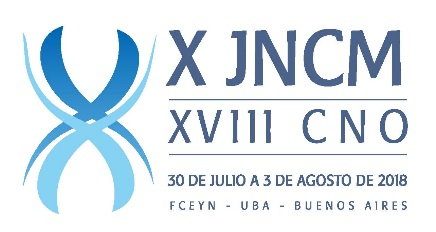 X JNCM
XVIII CNO
30 DE JULIO A 3 DE AGOSTO DE 2018
FCEYN - UBA - BUENOS AIRES